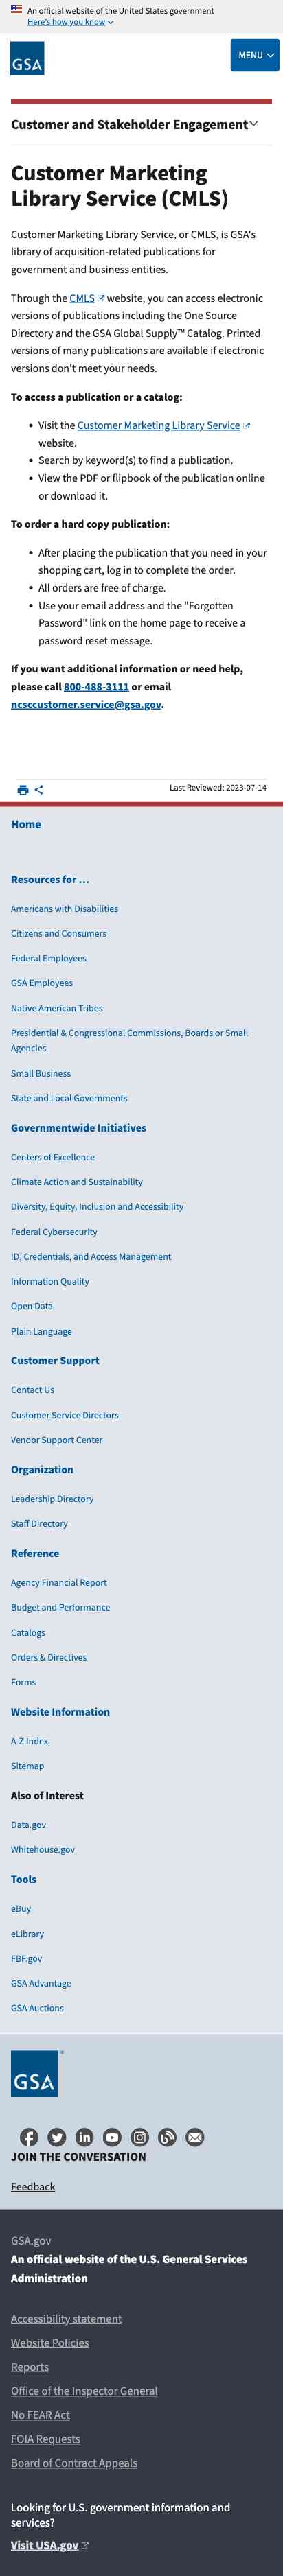 An official website of the United States government
Here's how you know
GSA
MENU
Customer and Stakeholder Engagement
Customer Marketing
Library Service (CMLS)
Customer Marketing Library Service, or CMLS, is GSA's
library of acquisition-related publications for
government and business entities.
Through the CMLS website, you can access electronic
versions of publications including the One Source
Directory and the GSA Global Supply™ Catalog. Printed
versions of many publications are available if electronic
versions don't meet your needs.
To access a publication or a catalog:
• Visit the Customer Marketing Library Service
website.
• Search by keyword(s) to find a publication.
• View the PDF or flipbook of the publication online
or download it.
To order a hard copy publication:
• After placing the publication that you need in your
shopping cart, log in to complete the order.
• All orders are free of charge.
• Use your email address and the "Forgotten
Password" link on the home page to receive a
password reset message.
If you want additional information or need help,
please call 800-488-3111 or email
ncsccustomer.service@gsa.gov.
Last Reviewed: 2023-07-14
Home
Resources for …
Americans with Disabilities
Citizens and Consumers
Federal Employees
GSA Employees
Native American Tribes
Presidential & Congressional Commissions, Boards or Small
Agencies
Small Business
State and Local Governments
Governmentwide Initiatives
Centers of Excellence
Climate Action and Sustainability
Diversity, Equity, Inclusion and Accessibility
Federal Cybersecurity
ID, Credentials, and Access Management
Information Quality
Open Data
Plain Language
Customer Support
Contact Us
Customer Service Directors
Vendor Support Center
Organization
Leadership Directory
Staff Directory
Reference
Agency Financial Report
Budget and Performance
Catalogs
Orders & Directives
Forms
Website Information
A-Z Index
Sitemap
Also of Interest
Data.gov
Whitehouse.gov
Tools
eBuy
eLibrary
FBF.gov
GSA Advantage
GSA Auctions
GSA
JOIN THE CONVERSATION
Feedback
GSA.gov
An official website of the U.S. General Services
Administration
Accessibility statement
Website Policies
Reports
Office of the Inspector General
No FEAR Act
FOIA Requests
Board of Contract Appeals
Looking for U.S. government information and
services?
Visit USA.gov